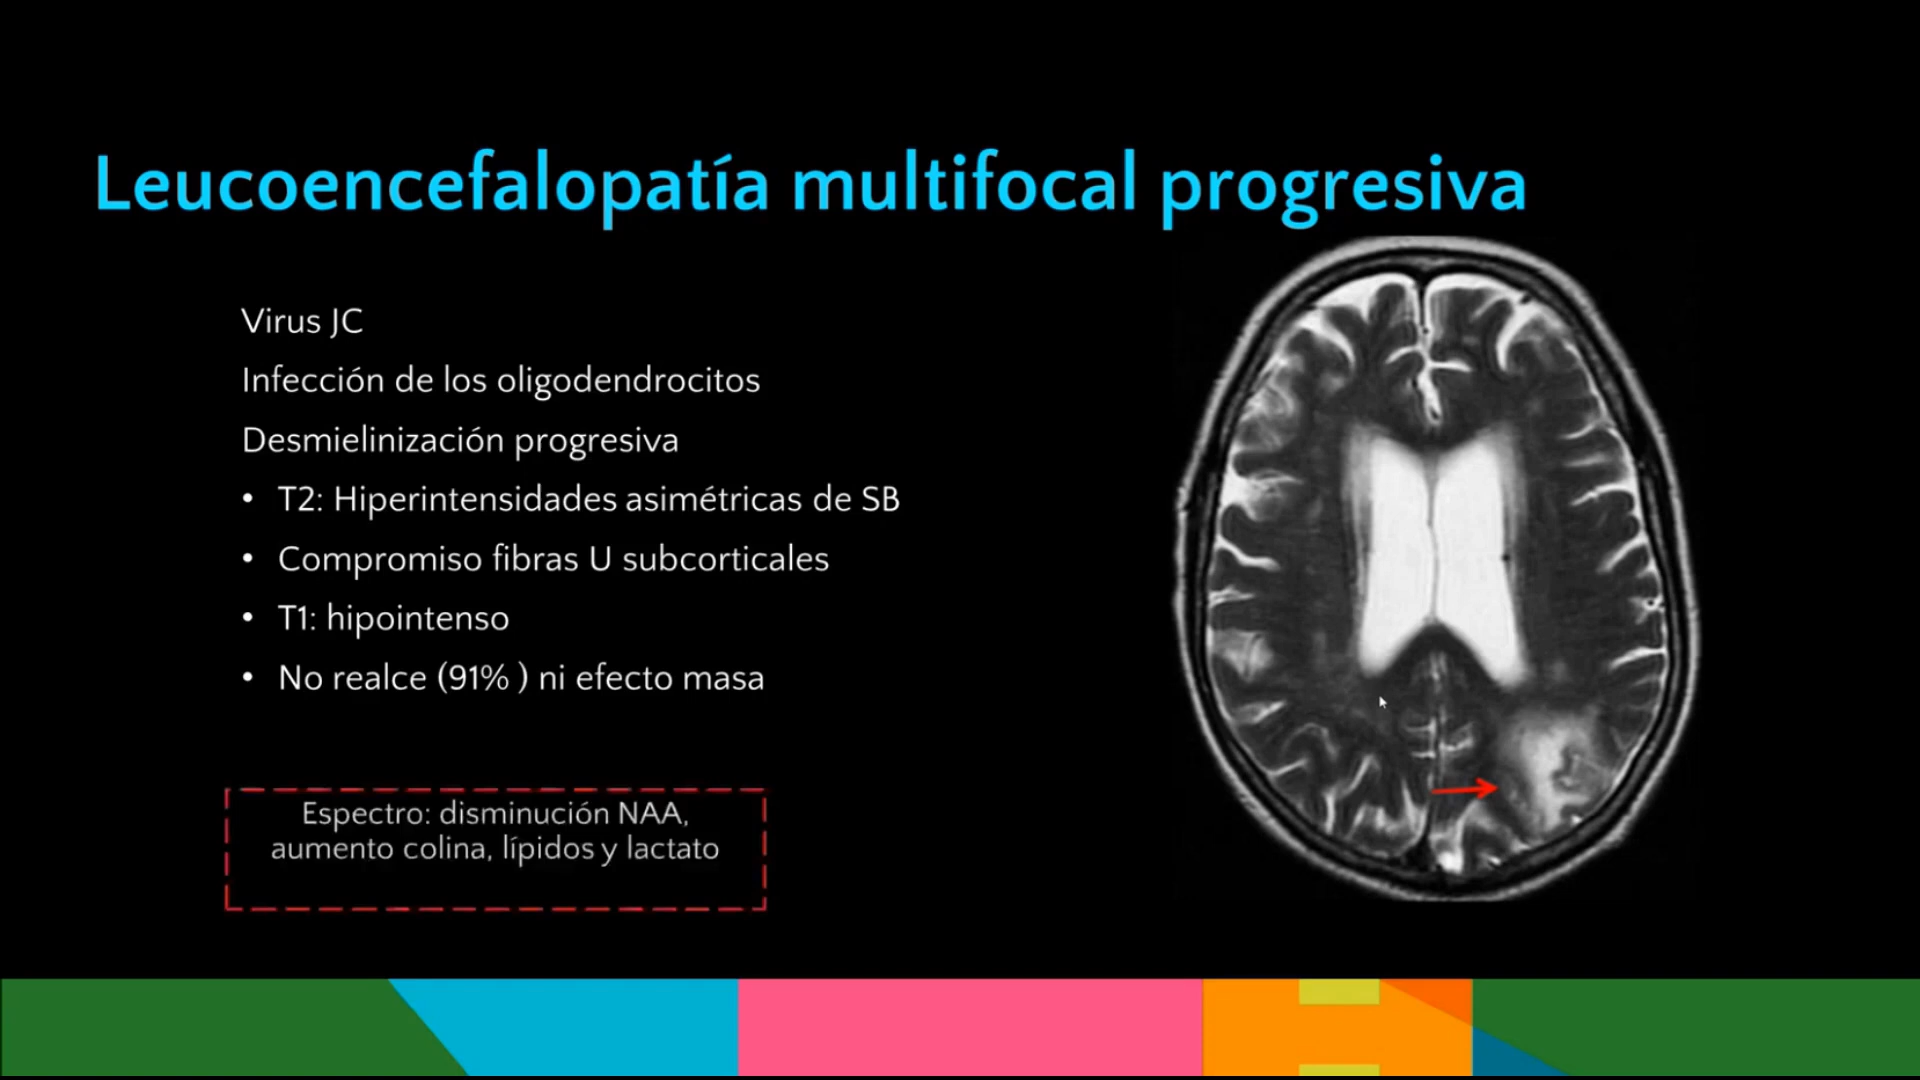 Leucoencefalopatía multifocal progresiva
Virus JC
Infección de los oligodendrocitos
Desmielinización progresiva
• T2: Hiperintensidades asimétricas de SB
• Compromiso fibras U subcorticales
• T1: hipointenso
• No realce (91% ) ni efecto masa
Espectro: disminución NAA,
aumento colina, lípidos y lactato